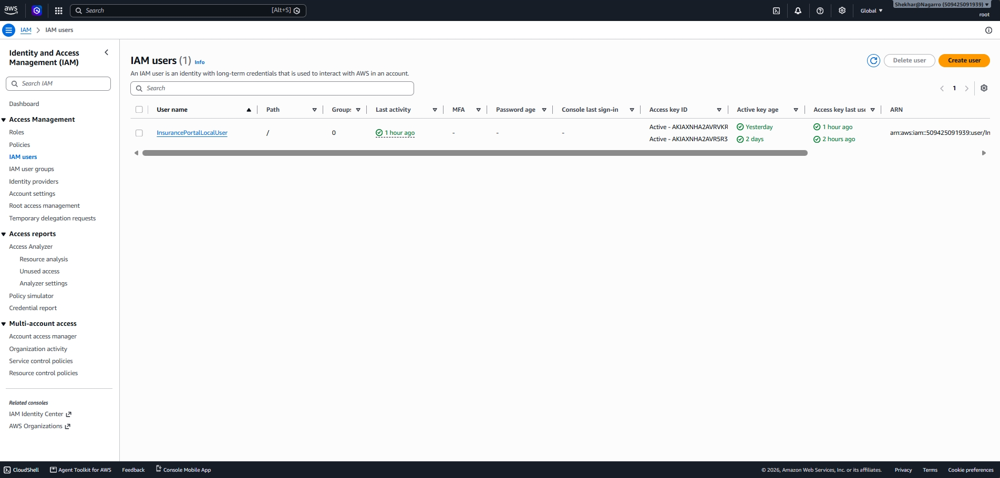 aws
Search [Alt+S]
Global
Shekhar@Nagarro (509425091939)
root
IAM > IAM users
Identity and Access
Management (IAM)
Search IAM
Dashboard
Access Management
Roles
Policies
IAM users
IAM user groups
Identity providers
Account settings
Root access management
Temporary delegation requests
Access reports
Access Analyzer
Resource analysis
Unused access
Analyzer settings
Policy simulator
Credential report
Multi-account access
Account access manager
Organization activity
Service control policies
Resource control policies
Related consoles
IAM Identity Center
AWS Organizations
IAM users (1) Info
Delete user
Create user
An IAM user is an identity with long-term credentials that is used to interact with AWS in an account.
Search
1
User name Path Groups Last activity MFA Password age Console last sign-in Access key ID Active key age Access key last use ARN
InsurancePortalLocalUser / 0 1 hour ago - - - Active - AKIAXNHA2AVRVKR Yesterday 1 hour ago arn:aws:iam::509425091939:user/In
Active - AKIAXNHA2AVR5R3 2 days 2 hours ago
CloudShell Agent Toolkit for AWS Feedback Console Mobile App © 2026, Amazon Web Services, Inc. or its affiliates. Privacy Terms Cookie preferences